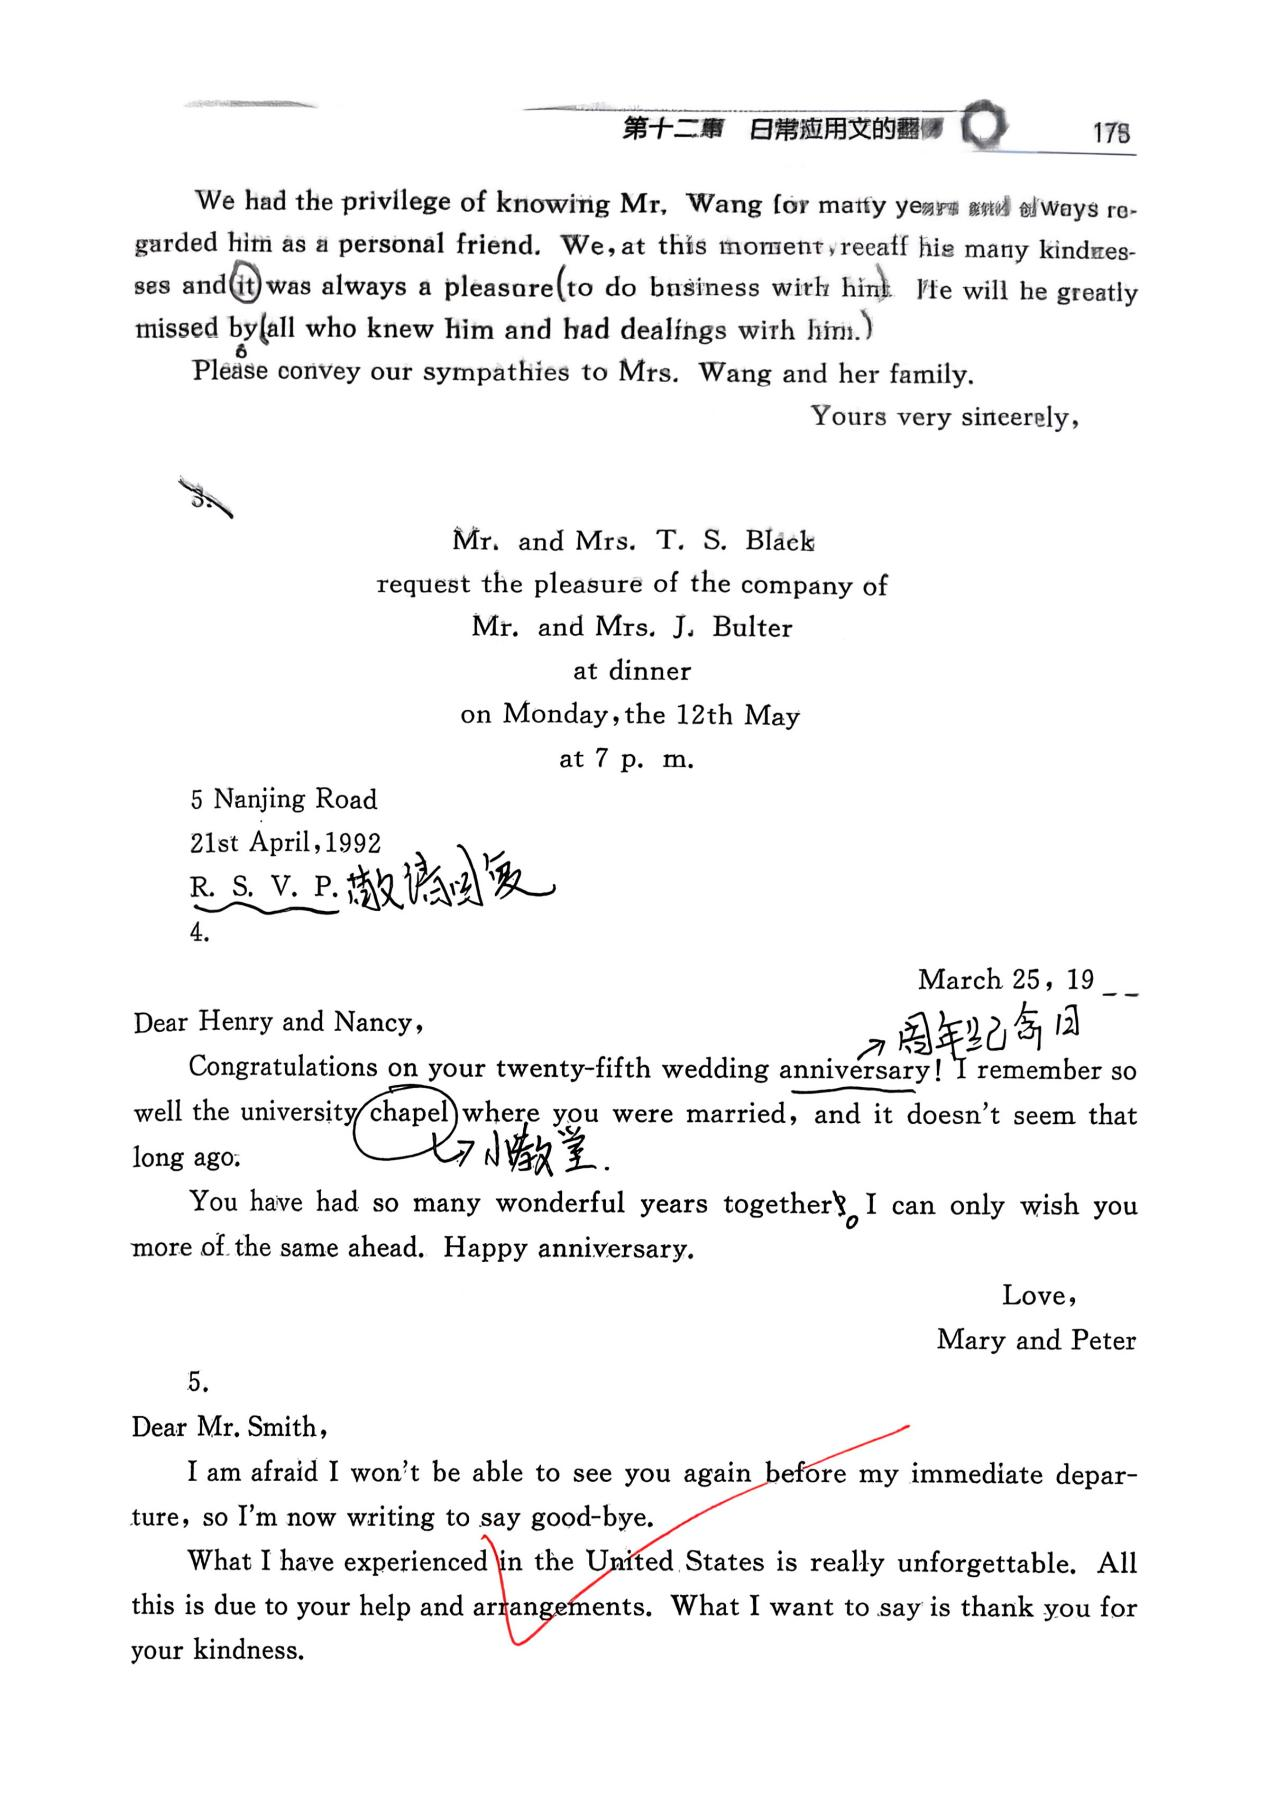 第十二章 日常应用文的翻译 175
We had the privilege of knowing Mr. Wang for many ways re-
garded him as a personal friend. We, at this moment, his many kindnes-
ses and it was always a pleasure (to do business with him). He will be greatly
missed by (all who knew him and had dealings with him.)
Please convey our sympathies to Mrs. Wang and her family.
Yours very sincerely,
3.
Mr. and Mrs. T. S. Black
request the pleasure of the company of
Mr. and Mrs. J. Bulter
at dinner
on Monday, the 12th May
at 7 p. m.
5 Nanjing Road
21st April, 1992
R. S. V. P. 敬请回复
4.
March 25, 19 _ _
Dear Henry and Nancy,
→ 周年纪念日
Congratulations on your twenty-fifth wedding anniversary! I remember so
well the university chapel where you were married, and it doesn't seem that
long ago.
→ 小教堂.
You have had so many wonderful years together. I can only wish you
more of the same ahead. Happy anniversary.
Love,
Mary and Peter
5.
Dear Mr. Smith,
I am afraid I won't be able to see you again before my immediate depar-
ture, so I'm now writing to say good-bye.
What I have experienced in the United States is really unforgettable. All
this is due to your help and arrangements. What I want to say is thank you for
your kindness.